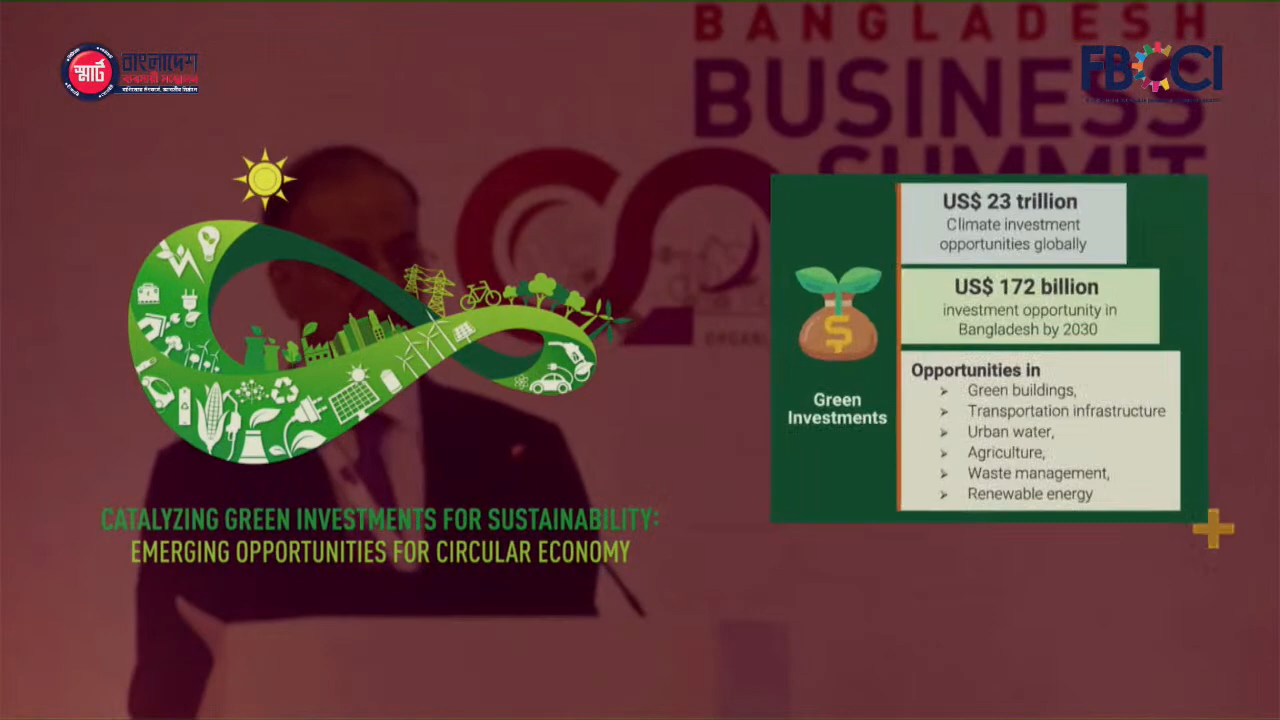 স্মার্ট
বাংলাদেশ
BANGLADESH
BUSINESS
SUMMIT
FBCCI
US$ 23 trillion
Climate investment
opportunities globally
US$ 172 billion
investment opportunity in
Bangladesh by 2030
Green
Investments
Opportunities in
➢ Green buildings,
➢ Transportation infrastructure
➢ Urban water,
➢ Agriculture,
➢ Waste management,
➢ Renewable energy
CATALYZING GREEN INVESTMENTS FOR SUSTAINABILITY:
EMERGING OPPORTUNITIES FOR CIRCULAR ECONOMY